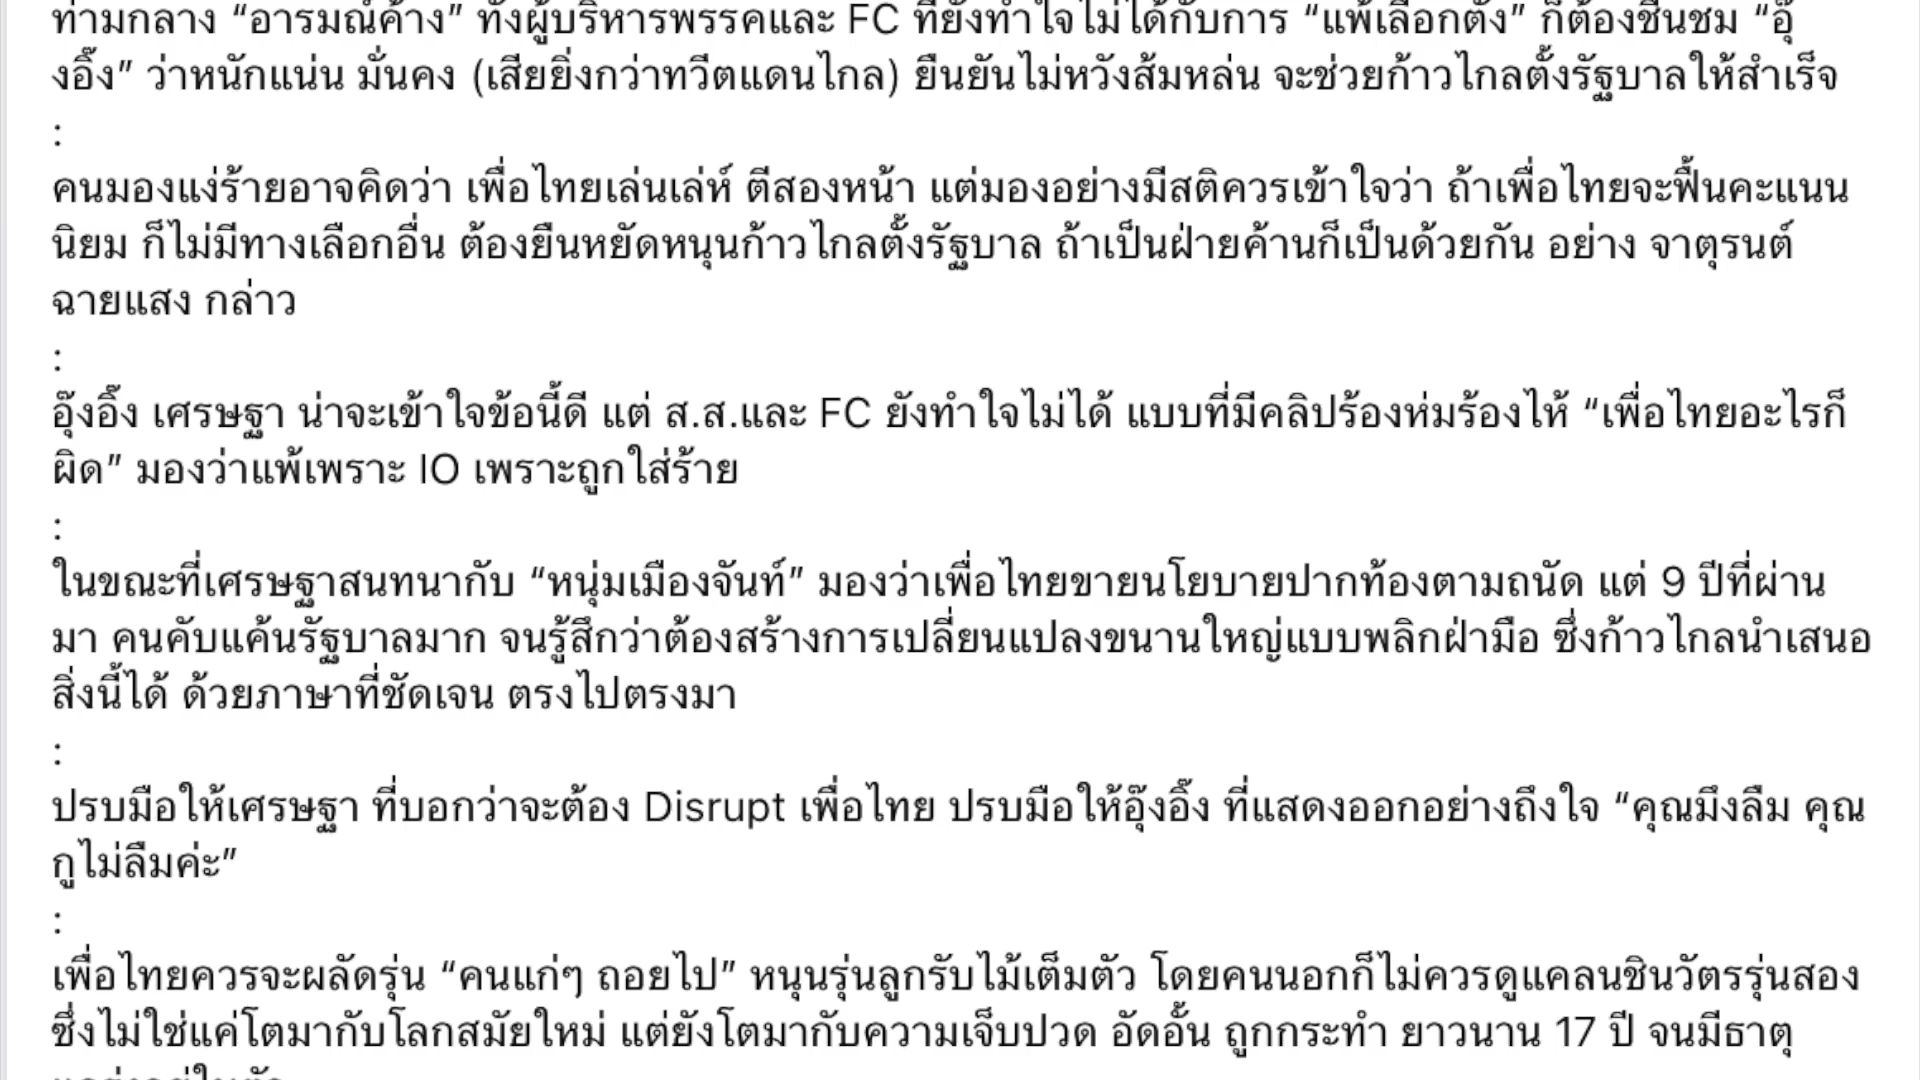 ท่ามกลาง “อารมณ์ค้าง” ทั้งผู้บริหารพรรคและ FC ที่ยังทำใจไม่ได้กับการ “แพ้เลือกตั้ง” ก็ต้องชื่นชม “อุ๊
งอิ๊ง” ว่าหนักแน่น มั่นคง (เสียยิ่งกว่าทวีตแดนไกล) ยืนยันไม่หวังส้มหล่น จะช่วยก้าวไกลตั้งรัฐบาลให้สำเร็จ
:
คนมองแง่ร้ายอาจคิดว่า เพื่อไทยเล่นเล่ห์ ตีสองหน้า แต่มองอย่างมีสติควรเข้าใจว่า ถ้าเพื่อไทยจะฟื้นคะแนน
นิยม ก็ไม่มีทางเลือกอื่น ต้องยืนหยัดหนุนก้าวไกลตั้งรัฐบาล ถ้าเป็นฝ่ายค้านก็เป็นด้วยกัน อย่าง จาตุรนต์
ฉายแสง กล่าว
:
อุ๊งอิ๊ง เศรษฐา น่าจะเข้าใจข้อนี้ดี แต่ ส.ส.และ FC ยังทำใจไม่ได้ แบบที่มีคลิปร้องห่มร้องไห้ “เพื่อไทยอะไรก็
ผิด” มองว่าแพ้เพราะ IO เพราะถูกใส่ร้าย
:
ในขณะที่เศรษฐาสนทนากับ “หนุ่มเมืองจันท์” มองว่าเพื่อไทยขายนโยบายปากท้องตามถนัด แต่ 9 ปีที่ผ่าน
มา คนคับแค้นรัฐบาลมาก จนรู้สึกว่าต้องสร้างการเปลี่ยนแปลงขนานใหญ่แบบพลิกฝ่ามือ ซึ่งก้าวไกลนำเสนอ
สิ่งนี้ได้ ด้วยภาษาที่ชัดเจน ตรงไปตรงมา
:
ปรบมือให้เศรษฐา ที่บอกว่าจะต้อง Disrupt เพื่อไทย ปรบมือให้อุ๊งอิ๊ง ที่แสดงออกอย่างถึงใจ “คุณมึงลืม คุณ
กูไม่ลืมค่ะ”
:
เพื่อไทยควรจะผลัดรุ่น “คนแก่ๆ ถอยไป” หนุนรุ่นลูกรับไม้เต็มตัว โดยคนนอกก็ไม่ควรดูแคลนชินวัตรรุ่นสอง
ซึ่งไม่ใช่แค่โตมากับโลกสมัยใหม่ แต่ยังโตมากับความเจ็บปวด อัดอั้น ถูกกระทำ ยาวนาน 17 ปี จนมีธาตุ